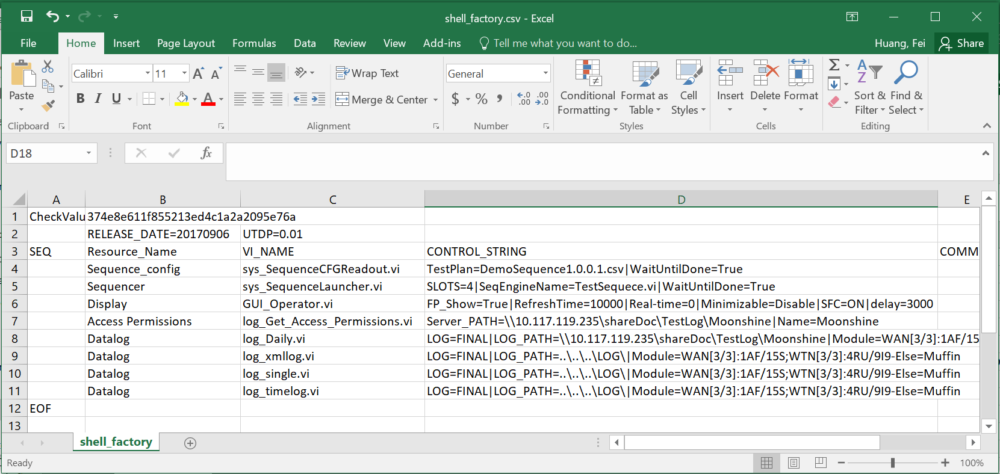 shell_factory.csv - Excel
File Home Insert Page Layout Formulas Data Review View Add-ins Tell me what you want to do... Huang, Fei Share
Calibri 11 Wrap Text General
Paste B I U A Merge & Center $ % Conditional Formatting Format as Table Cell Styles Insert Delete Format Sort & Filter Find & Select
Clipboard Font Alignment Number Styles Cells Editing
D18 fx
A B C D E
1 CheckValu 374e8e611f855213ed4c1a2a2095e76a
2 RELEASE_DATE=20170906 UTDP=0.01
3 SEQ Resource_Name VI_NAME CONTROL_STRING COMM
4 Sequence_config sys_SequenceCFGReadout.vi TestPlan=DemoSequence1.0.0.1.csv|WaitUntilDone=True
5 Sequencer sys_SequenceLauncher.vi SLOTS=4|SeqEngineName=TestSequece.vi|WaitUntilDone=True
6 Display GUI_Operator.vi FP_Show=True|RefreshTime=10000|Real-time=0|Minimizable=Disable|SFC=ON|delay=3000
7 Access Permissions log_Get_Access_Permissions.vi Server_PATH=\\10.117.119.235\shareDoc\TestLog\Moonshine|Name=Moonshine
8 Datalog log_Daily.vi LOG=FINAL|LOG_PATH=\\10.117.119.235\shareDoc\TestLog\Moonshine|Module=WAN[3/3]:1AF/15
9 Datalog log_xmllog.vi LOG=FINAL|LOG_PATH=..\..\..\LOG\|Module=WAN[3/3]:1AF/15S;WTN[3/3]:4RU/9I9-Else=Muffin
10 Datalog log_single.vi LOG=FINAL|LOG_PATH=..\..\..\LOG\|Module=WAN[3/3]:1AF/15S;WTN[3/3]:4RU/9I9-Else=Muffin
11 Datalog log_timelog.vi LOG=FINAL|LOG_PATH=..\..\..\LOG\|Module=WAN[3/3]:1AF/15S;WTN[3/3]:4RU/9I9-Else=Muffin
12 EOF
13
shell_factory
Ready 100%